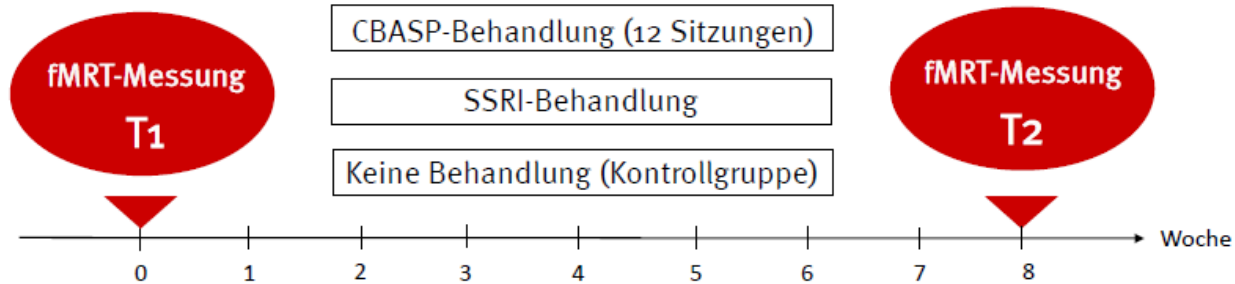 fMRT-Messung
T1
CBASP-Behandlung (12 Sitzungen)
SSRI-Behandlung
Keine Behandlung (Kontrollgruppe)
fMRT-Messung
T2
0 1 2 3 4 5 6 7 8
Woche